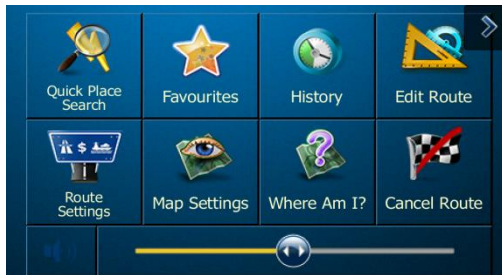 Quick Place
Search
Favourites
History
Edit Route
$
Route
Settings
Map Settings
?
Where Am I?
Cancel Route